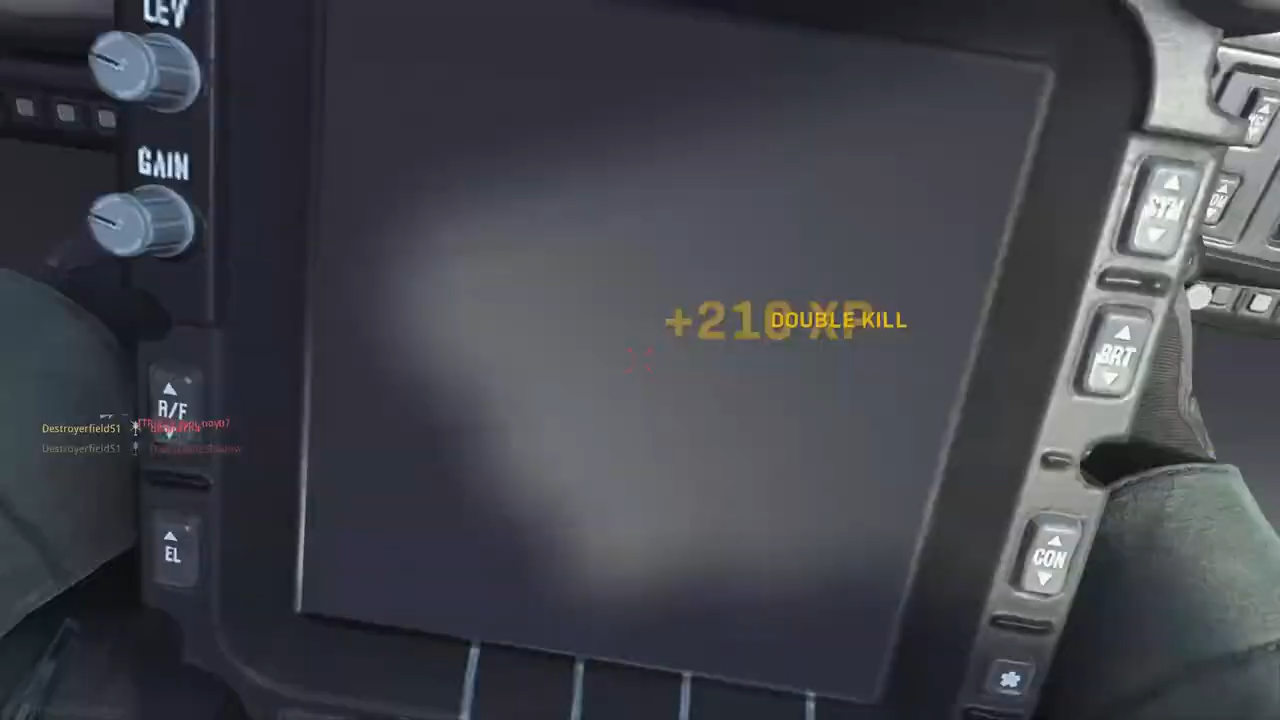 LEV
GAIN
SYM
+210 XP
DOUBLE KILL
BRT
R/F
Destroyerfield51
Destroyerfield51
EL
CON